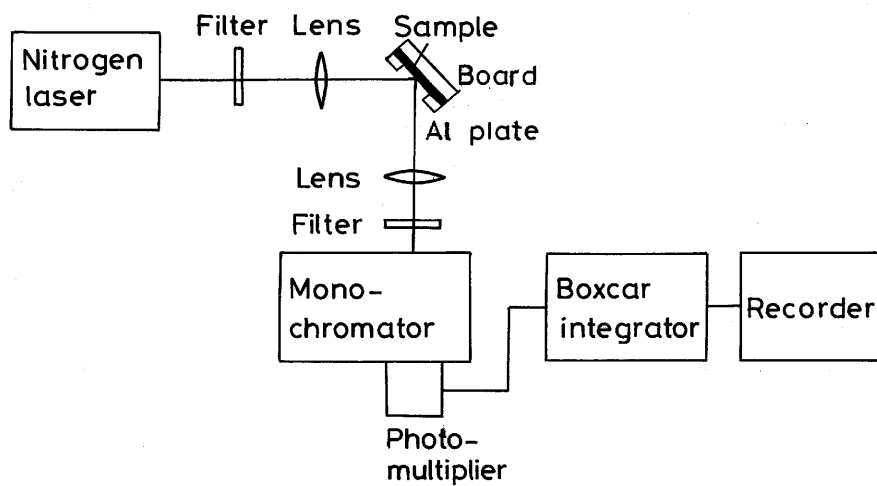 Filter
Lens
Sample
Nitrogen
laser
Board
Al plate
Lens
Filter
Mono-
chromator
Boxcar
integrator
Recorder
Photo-
multiplier